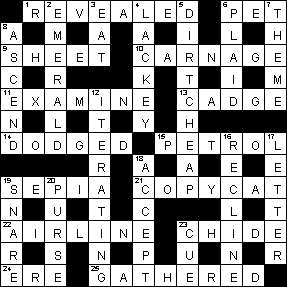 1 R 2 E V 3 E A 4 L E 5 D 6 P E 7 T
8 A M A A I L H
9 S H E E T 10 C A R N A G E
C R K T I M
11 E X A M 12 I N E 13 C A D G E
N L T Y H
14 D O D G E D 15 P E T 16 R O 17 L
R 18 A A E E
19 S E 20 P I A 21 C O P Y C A T
N U T C L T
22 A I R L I N E 23 C H I D E
R S N P U N R
24 E R E 25 G A T H E R E D